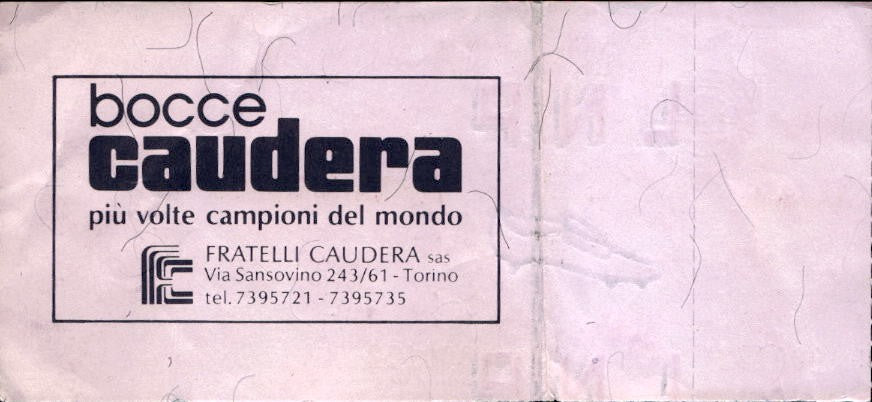 bocce
caudera
più volte campioni del mondo
FRATELLI CAUDERA sas
Via Sansovino 243/61 - Torino
tel. 7395721 - 7395735